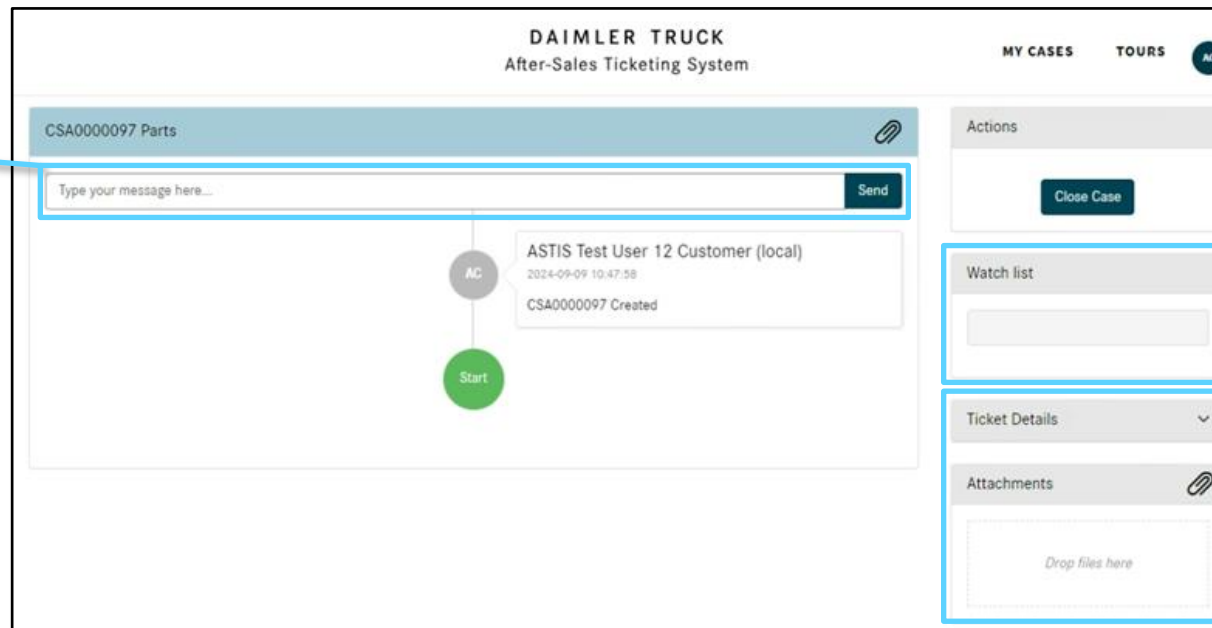 DAIMLER TRUCK
After-Sales Ticketing System
MY CASES
TOURS
AC
CSA0000097 Parts
Type your message here...
Send
AC
ASTIS Test User 12 Customer (local)
2024-09-09 10:47:58
CSA0000097 Created
Start
Actions
Close Case
Watch list
Ticket Details
Attachments
Drop files here